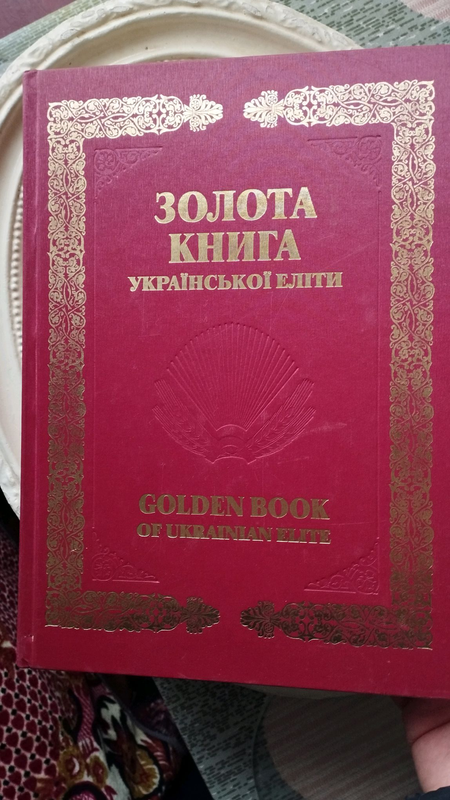 ЗОЛОТА
КНИГА
УКРАЇНСЬКОЇ ЕЛІТИ
GOLDEN BOOK
OF UKRAINIAN ELITE